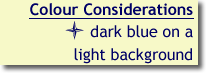 Colour Considerations
dark blue on a
light background